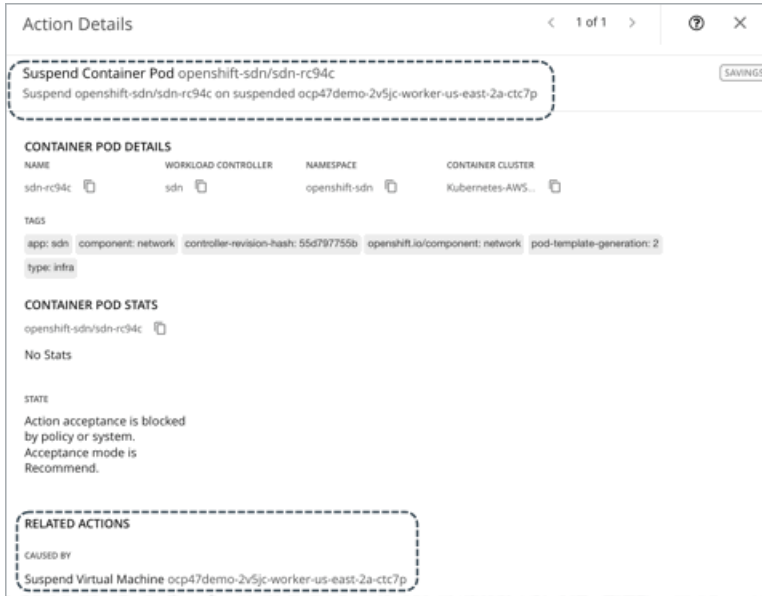 Action Details
1 of 1
Suspend Container Pod openshift-sdn/sdn-rc94c
SAVINGS
Suspend openshift-sdn/sdn-rc94c on suspended ocp47demo-2v5jc-worker-us-east-2a-ctc7p
CONTAINER POD DETAILS
NAME WORKLOAD CONTROLLER NAMESPACE CONTAINER CLUSTER
sdn-rc94c sdn openshift-sdn Kubernetes-AWS...
TAGS
app: sdn component: network controller-revision-hash: 55d797755b openshift.io/component: network pod-template-generation: 2
type: infra
CONTAINER POD STATS
openshift-sdn/sdn-rc94c
No Stats
STATE
Action acceptance is blocked
by policy or system.
Acceptance mode is
Recommend.
RELATED ACTIONS
CAUSED BY
Suspend Virtual Machine ocp47demo-2v5jc-worker-us-east-2a-ctc7p